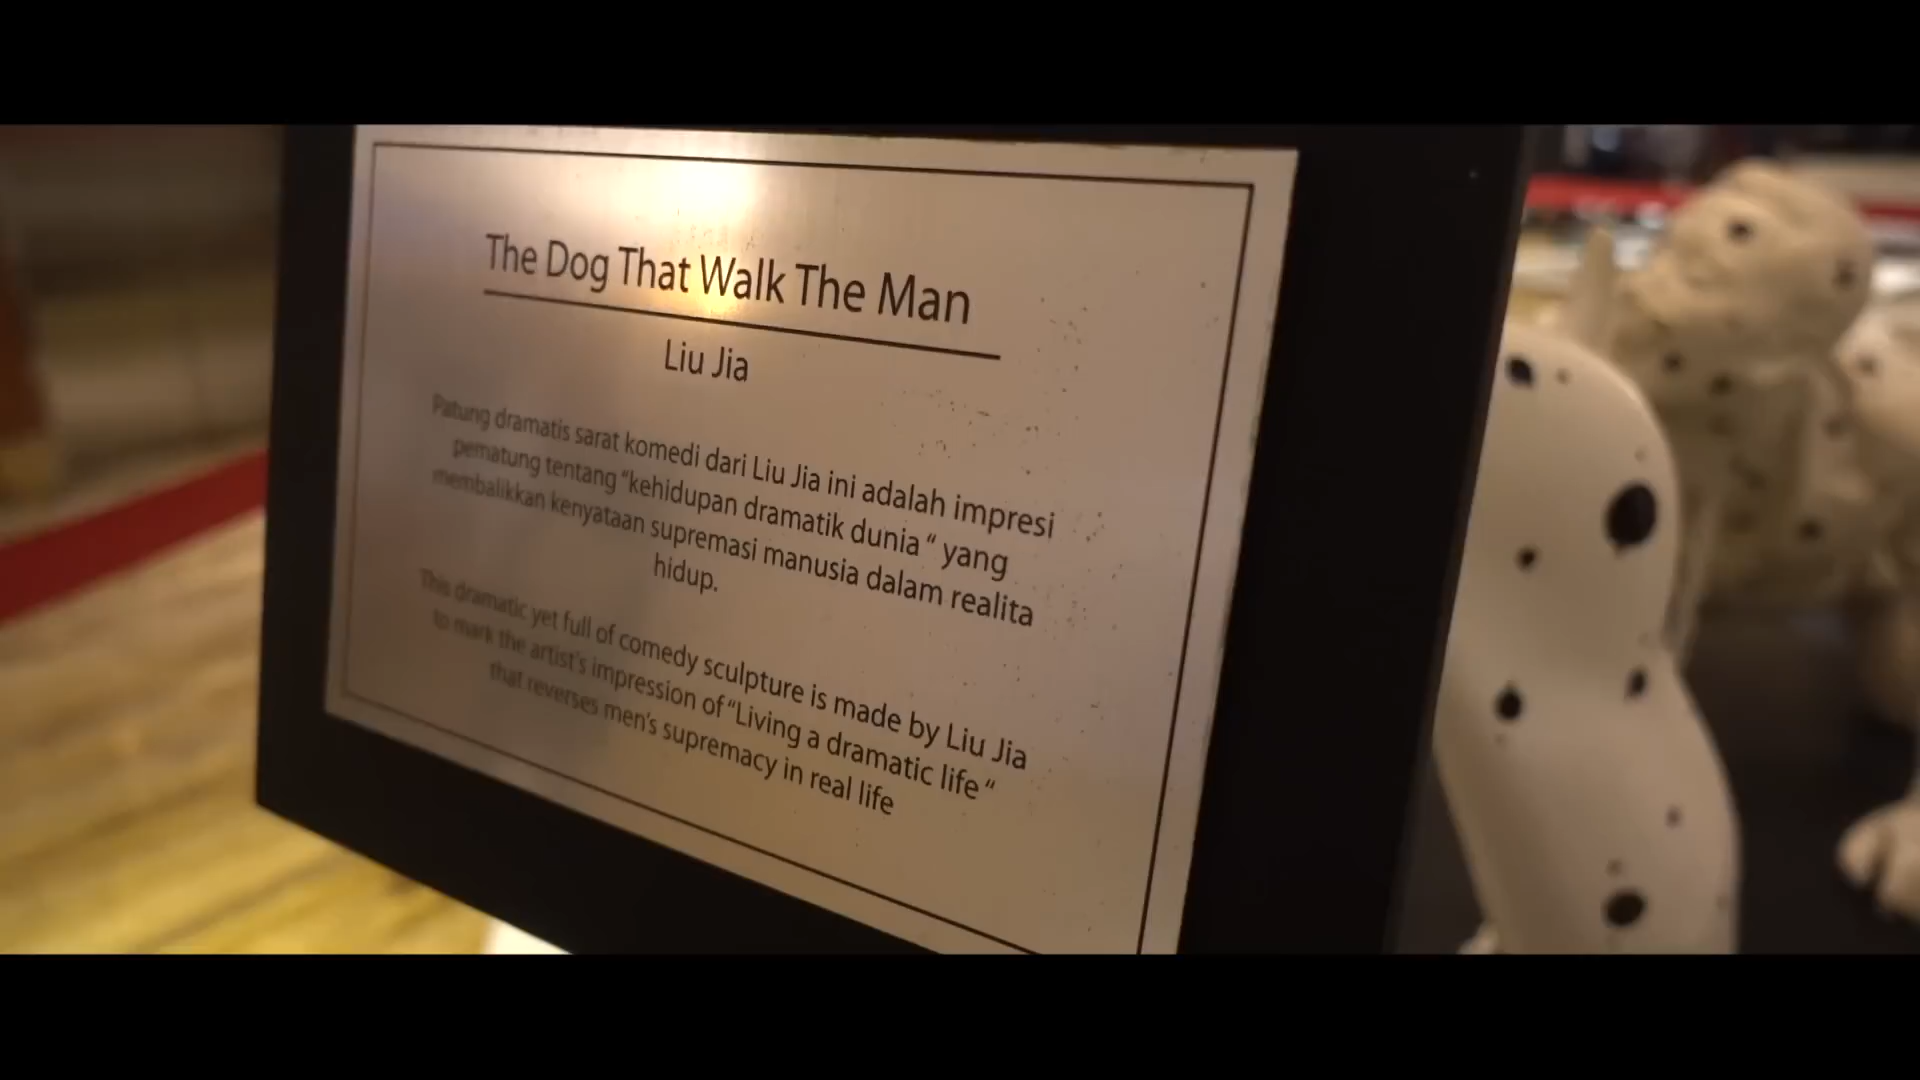 The Dog That Walk The Man
Liu Jia
Patung dramatis sarat komedi dari Liu Jia ini adalah impresi
pematung tentang “kehidupan dramatik dunia “ yang
membalikkan kenyataan supremasi manusia dalam realita
hidup.
This dramatic yet full of comedy sculpture is made by Liu Jia
to mark the artist's impression of “Living a dramatic life “
that reverses men's supremacy in real life